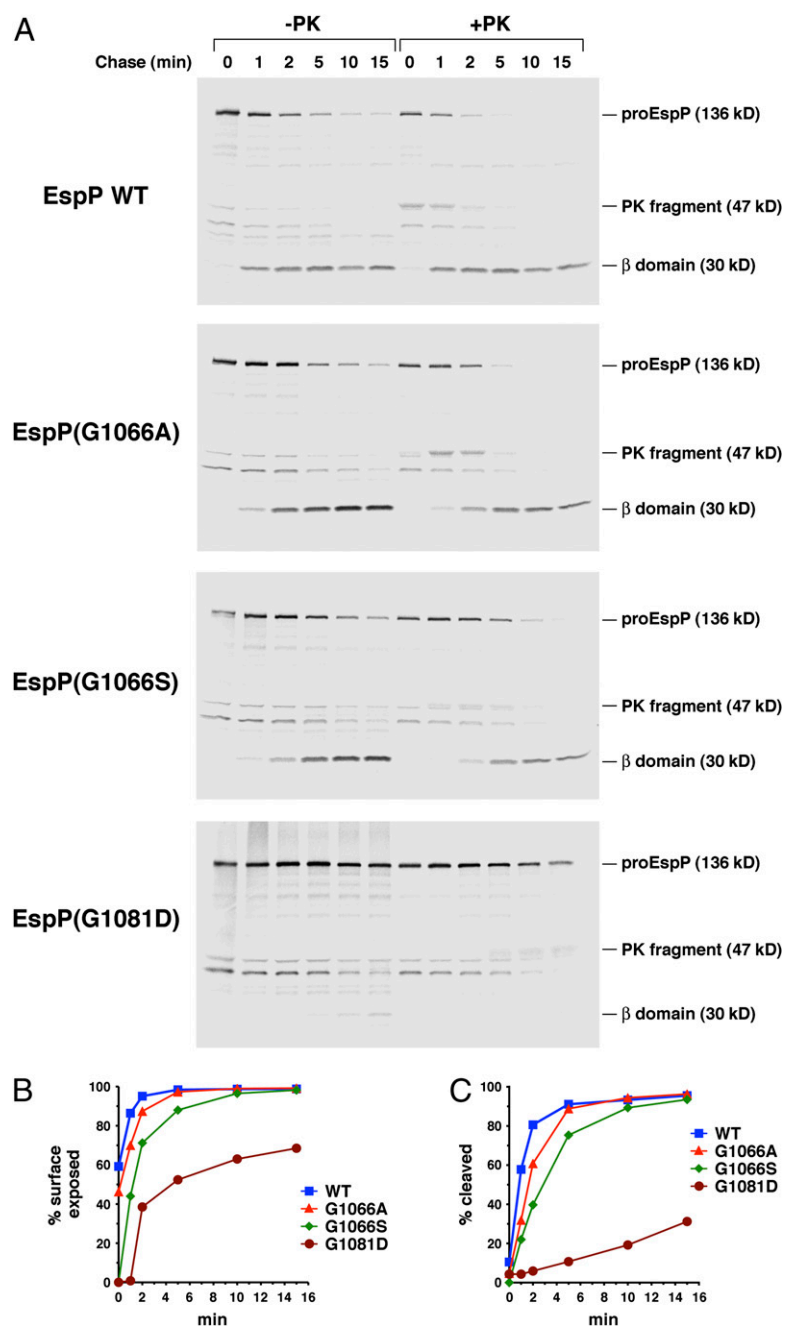 A
-PK +PK
Chase (min) 0 1 2 5 10 15 0 1 2 5 10 15
EspP WT
proEspP (136 kD)
PK fragment (47 kD)
β domain (30 kD)
EspP(G1066A)
proEspP (136 kD)
PK fragment (47 kD)
β domain (30 kD)
EspP(G1066S)
proEspP (136 kD)
PK fragment (47 kD)
β domain (30 kD)
EspP(G1081D)
proEspP (136 kD)
PK fragment (47 kD)
β domain (30 kD)
B
% surface
exposed
100
80
60
40
20
0
WT
G1066A
G1066S
G1081D
0 2 4 6 8 10 12 14 16
min
C
% cleaved
100
80
60
40
20
0
WT
G1066A
G1066S
G1081D
0 2 4 6 8 10 12 14 16
min